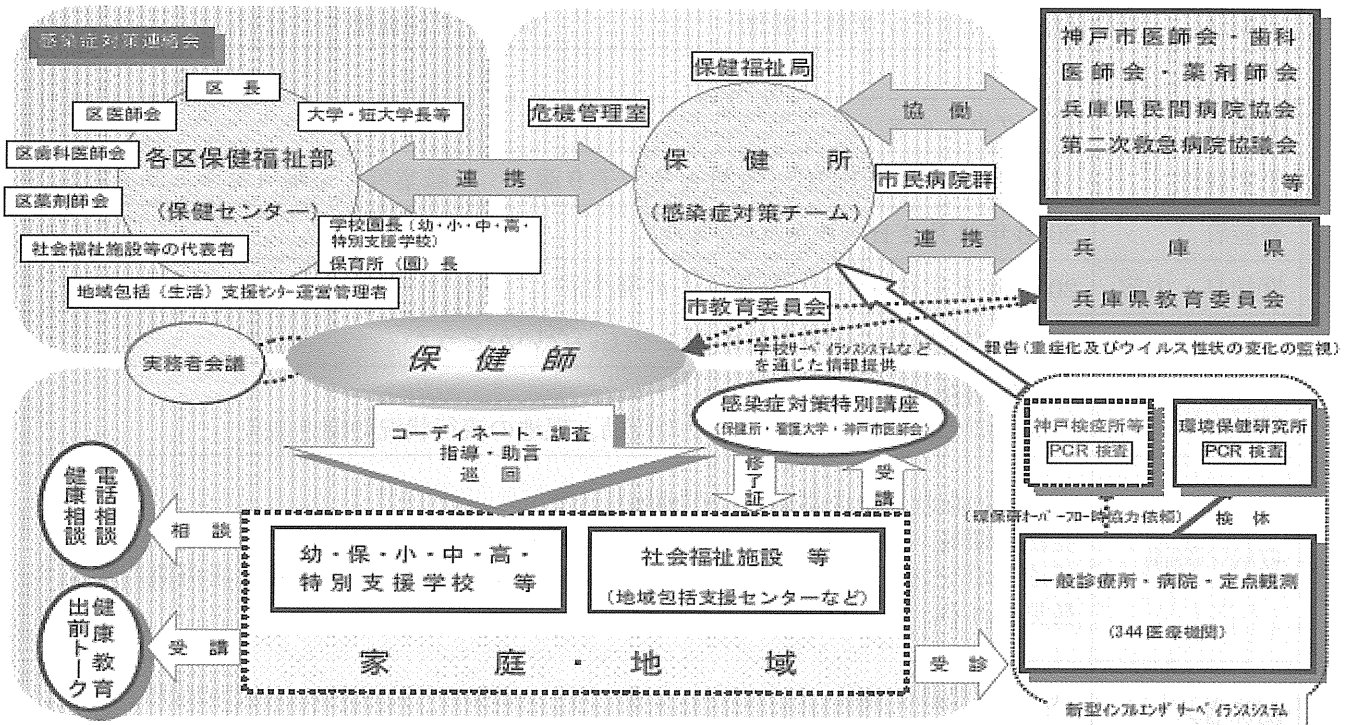 感染症対策連絡会
区 長
区医師会
大学・短大学長等
区歯科医師会
各区保健福祉部
区薬剤師会
(保健センター)
社会福祉施設等の代表者
学校園長(幼・小・中・高・
特別支援学校)
保育所(園)長
地域包括(生活)支援センター運営管理者
連 携
保健福祉局
危機管理室
保 健 所
(感染症対策チーム)
市民病院群
市教育委員会
協 働
連 携
神戸市医師会・歯科
医師会・薬剤師会
兵庫県民間病院協会
第二次救急病院協議会
等
兵 庫 県
兵庫県教育委員会
実務者会議
保 健 師
学校サーベイランスシステムなど
を通じた情報提供
報告(重症化及びウイルス性状の変化の監視)
コーディネート・調査
指導・助言
巡 回
感染症対策特別講座
(保健所・看護大学・神戸市医師会)
修了証
受講
神戸検疫所等
PCR 検査
環境保健研究所
PCR 検査
(環保研オーバーフロー時協力依頼)
検 体
電話相談
健康相談
相 談
幼・保・小・中・高・
特別支援学校 等
社会福祉施設 等
(地域包括支援センターなど)
一般診療所・病院・定点観測
(344医療機関)
健康教育
出前トーク
受 講
家 庭 ・ 地 域
受 診
新型インフルエンザサーベイランスシステム